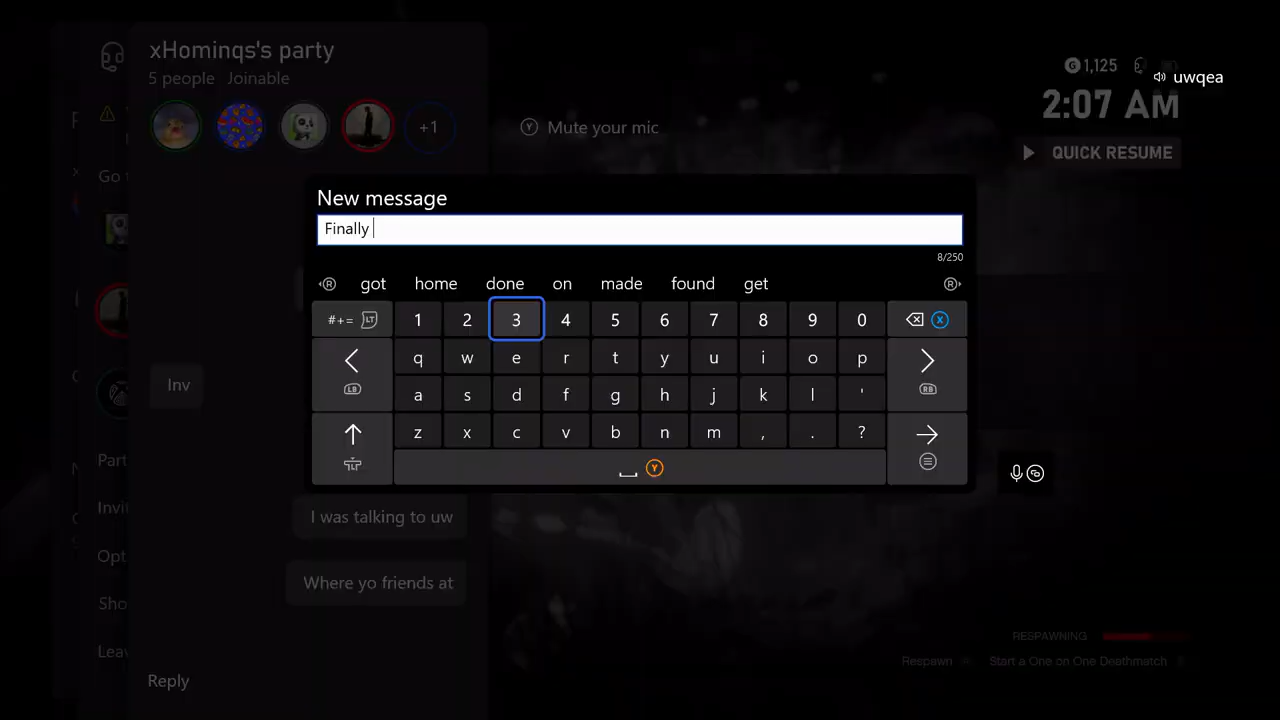 xHominqs's party
5 people Joinable
+1
Mute your mic
1,125
uwqea
2:07 AM
QUICK RESUME
Go
New message
Finally
8/250
got home done on made found get
#+= LT 1 2 3 4 5 6 7 8 9 0 X
LB q w e r t y u i o p RB
a s d f g h j k l '
z x c v b n m , . ?
Y
Inv
Part
Invi
Opt
Sho
Leav
I was talking to uw
Where yo friends at
RESPAWNING
Respawn Start a One on One Deathmatch
Reply